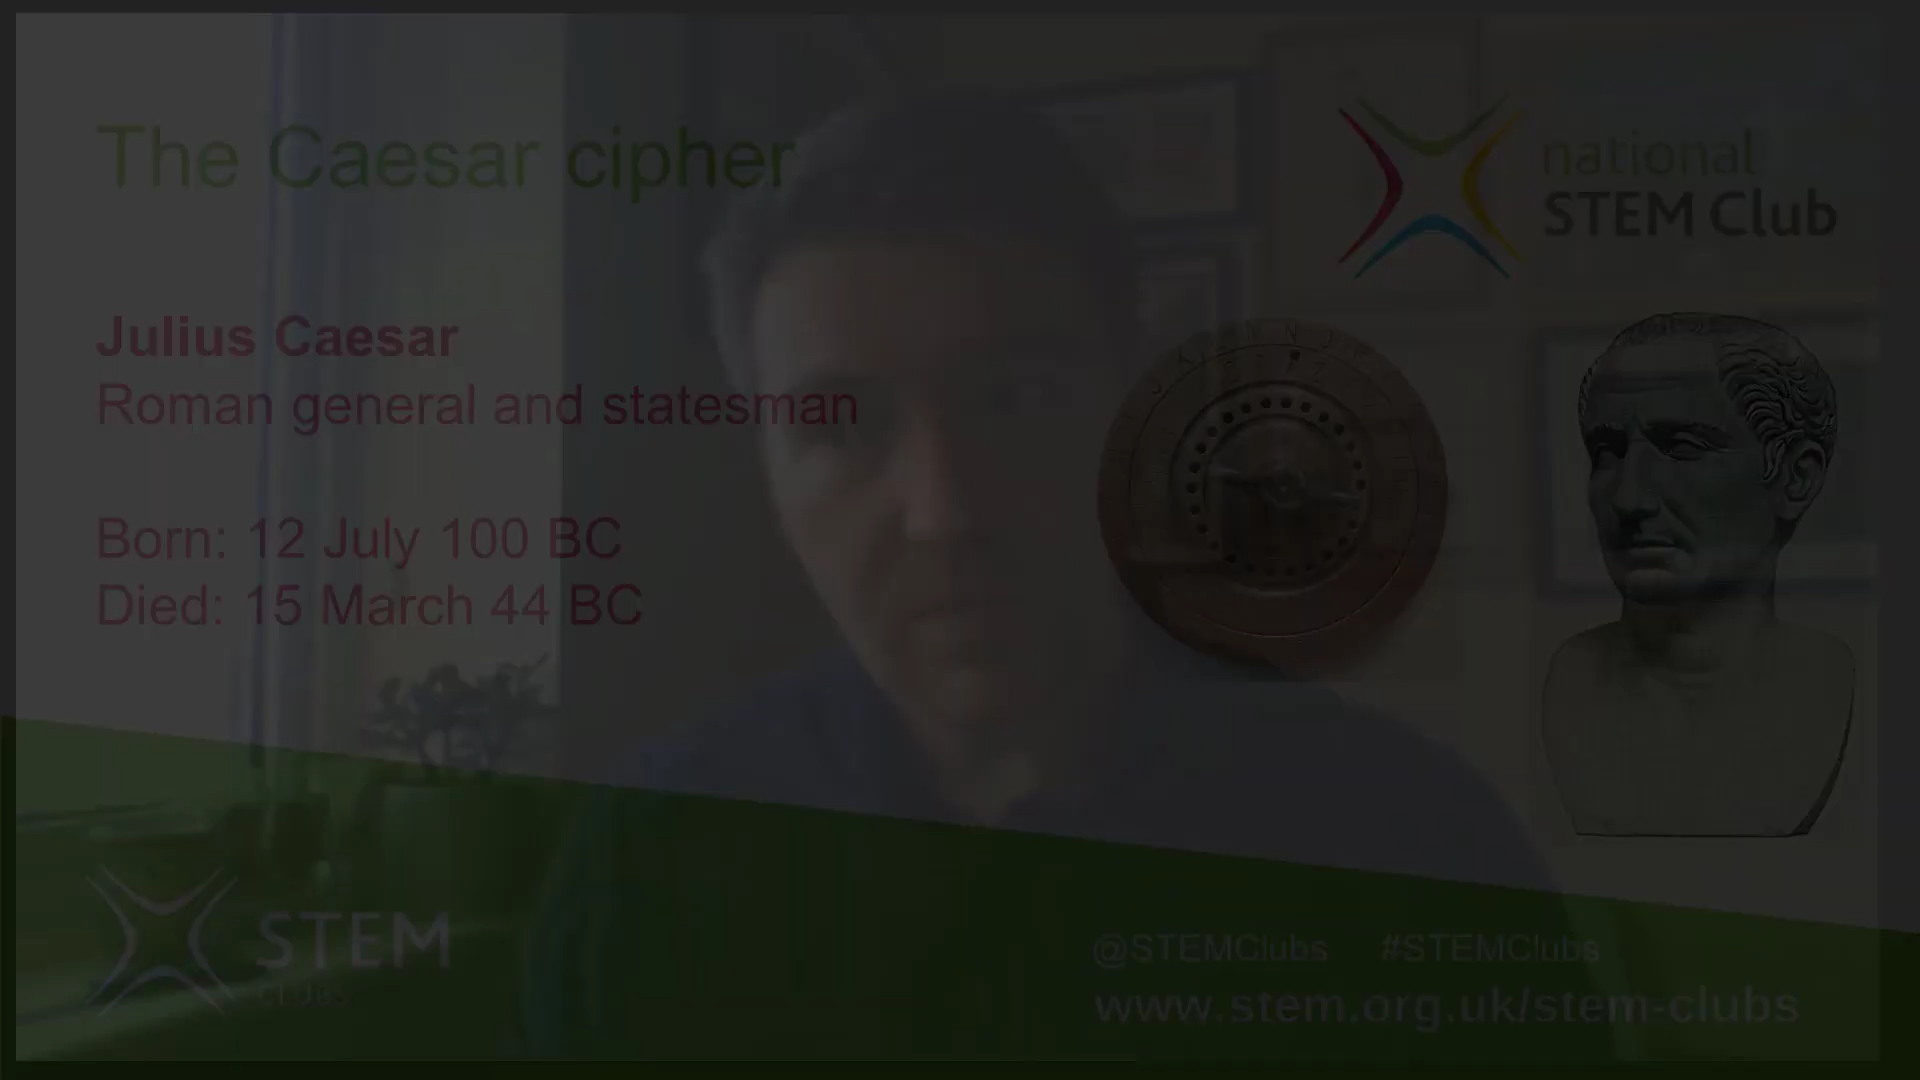 The Caesar cipher
national
STEM Club
Julius Caesar
Roman general and statesman
Born: 12 July 100 BC
Died: 15 March 44 BC
STEM
CLUBS
@STEMClubs #STEMClubs
www.stem.org.uk/stem-clubs